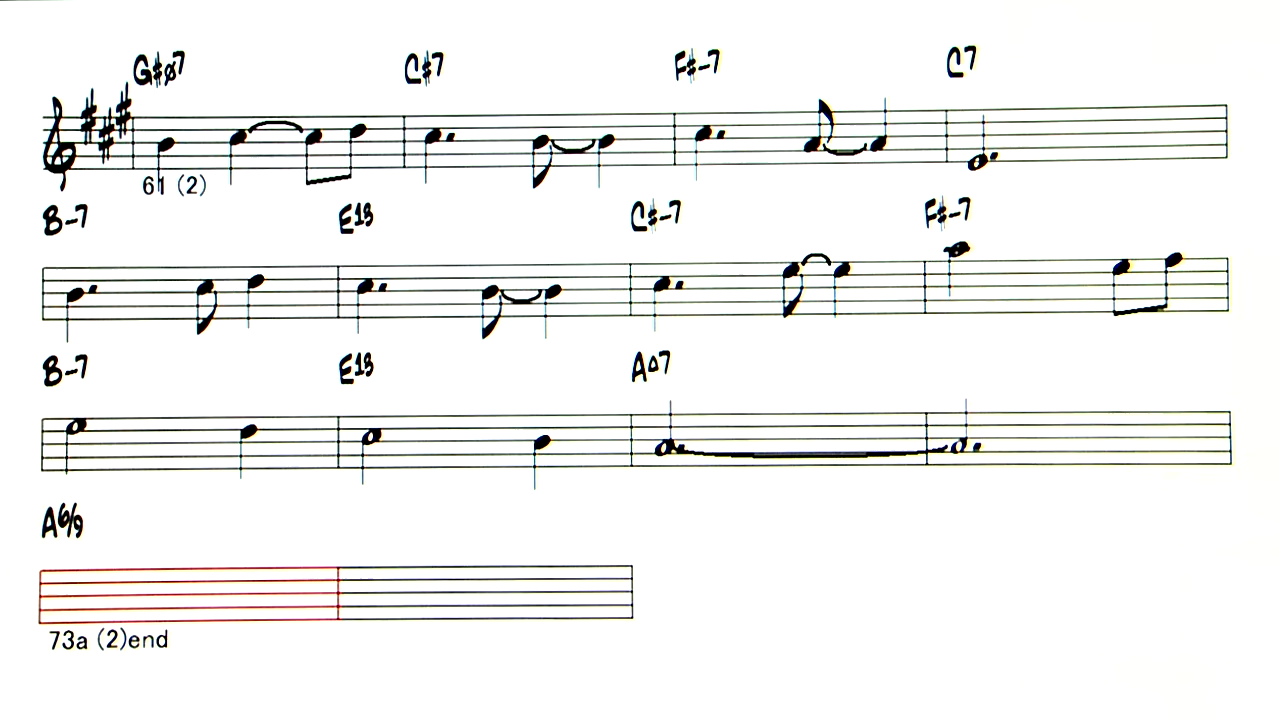 G#ø7 C#7 F#-7 C7
61 (2)
B-7 E13 C#-7 F#-7
B-7 E13 A∆7
A6/9
73a (2)end